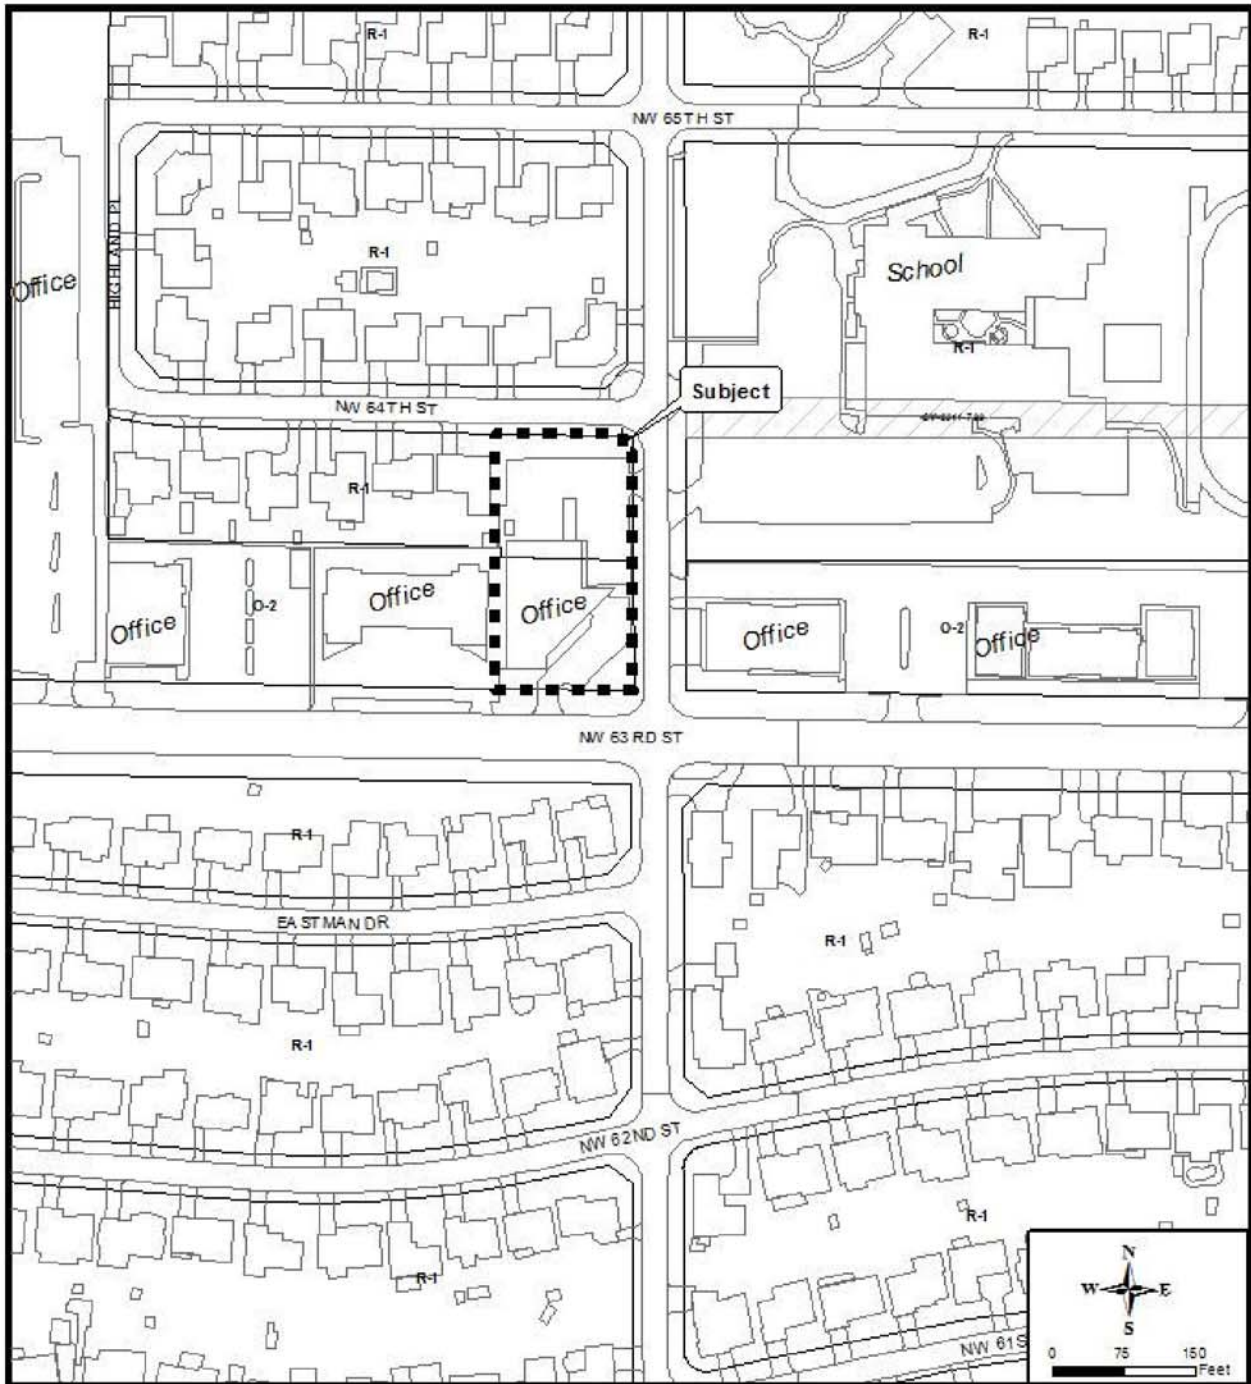 R-1
R-1
NW 65TH ST
HIGHLAND PL
Office
R-1
School
R-1
Subject
NW 64TH ST
R-1
Office
O-2
Office
Office
Office
O-2
Office
NW 63RD ST
R-1
EASTMAN DR
R-1
R-1
NW 62ND ST
R-1
R-1
NW 61S
N
W E
S
0 75 150
Feet